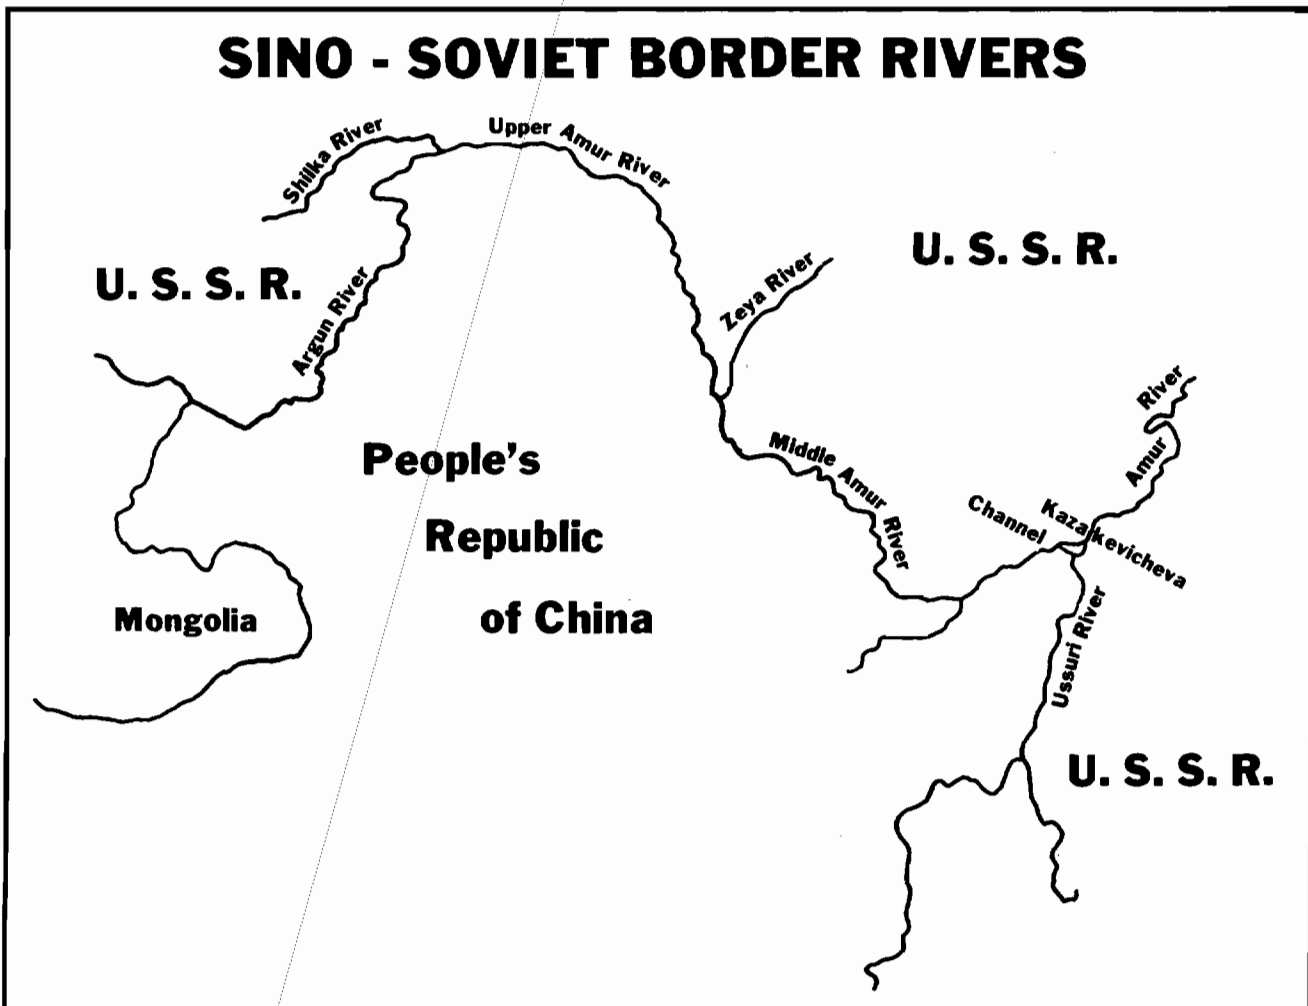 SINO - SOVIET BORDER RIVERS
Shilka River
Upper Amur River
U. S. S. R.
U. S. S. R.
Argun River
Zeya River
River
Amur
People's
Republic
of China
Middle Amur River
Channel
Kazakevicheva
Mongolia
Ussuri River
U. S. S. R.